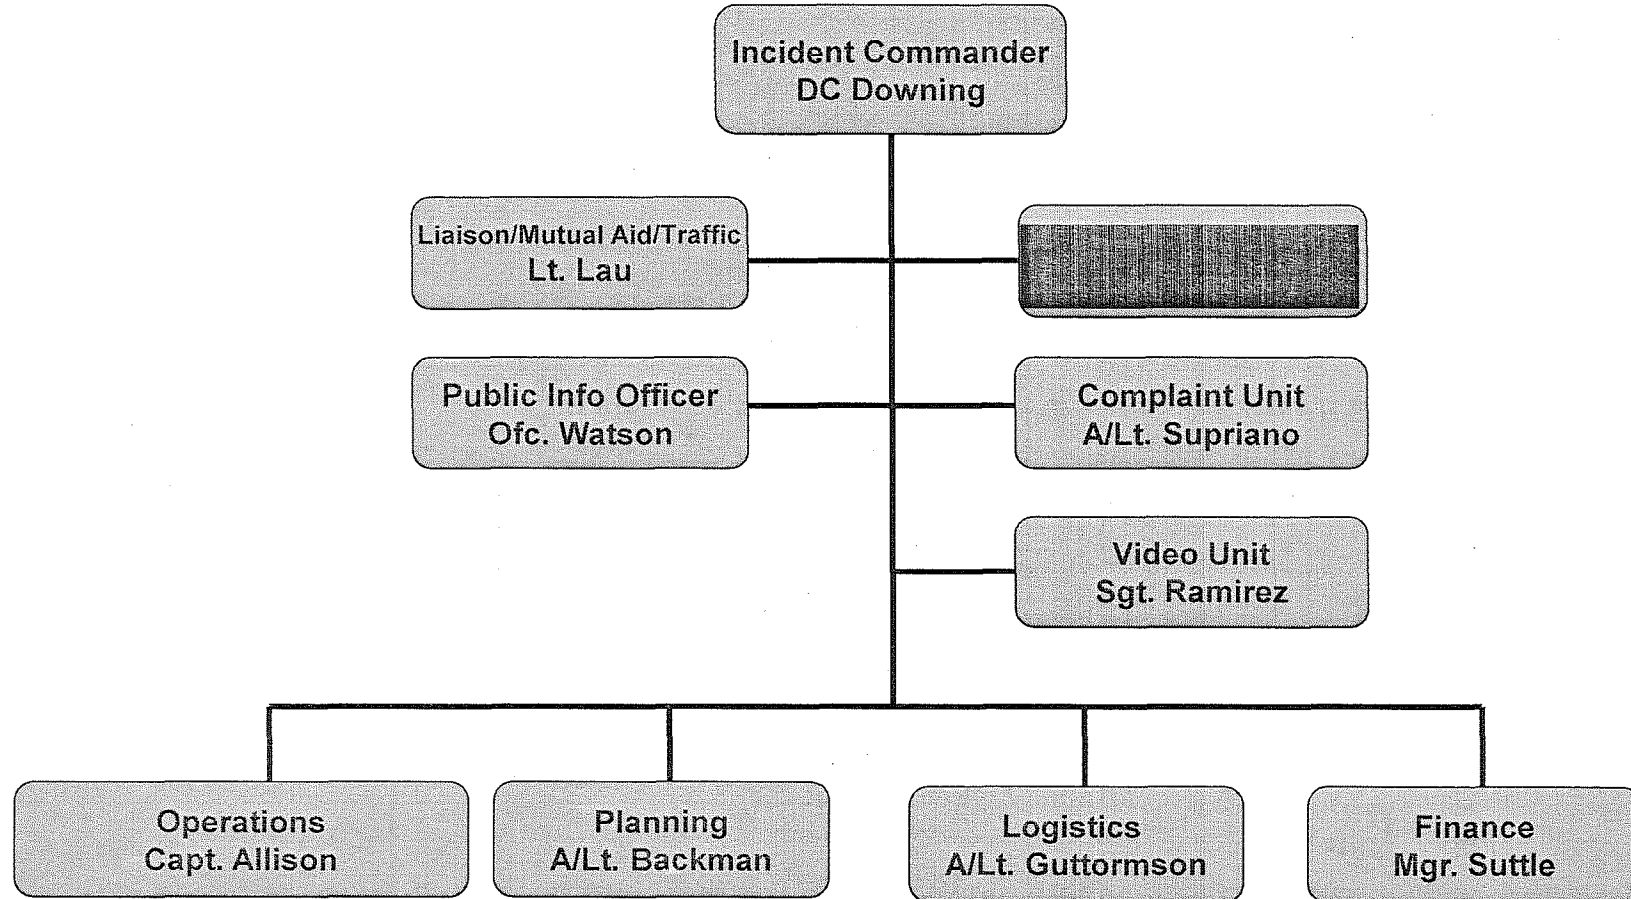 Incident Commander
DC Downing
Liaison/Mutual Aid/Traffic
Lt. Lau
Public Info Officer
Ofc. Watson
Complaint Unit
A/Lt. Supriano
Video Unit
Sgt. Ramirez
Operations
Capt. Allison
Planning
A/Lt. Backman
Logistics
A/Lt. Guttormson
Finance
Mgr. Suttle